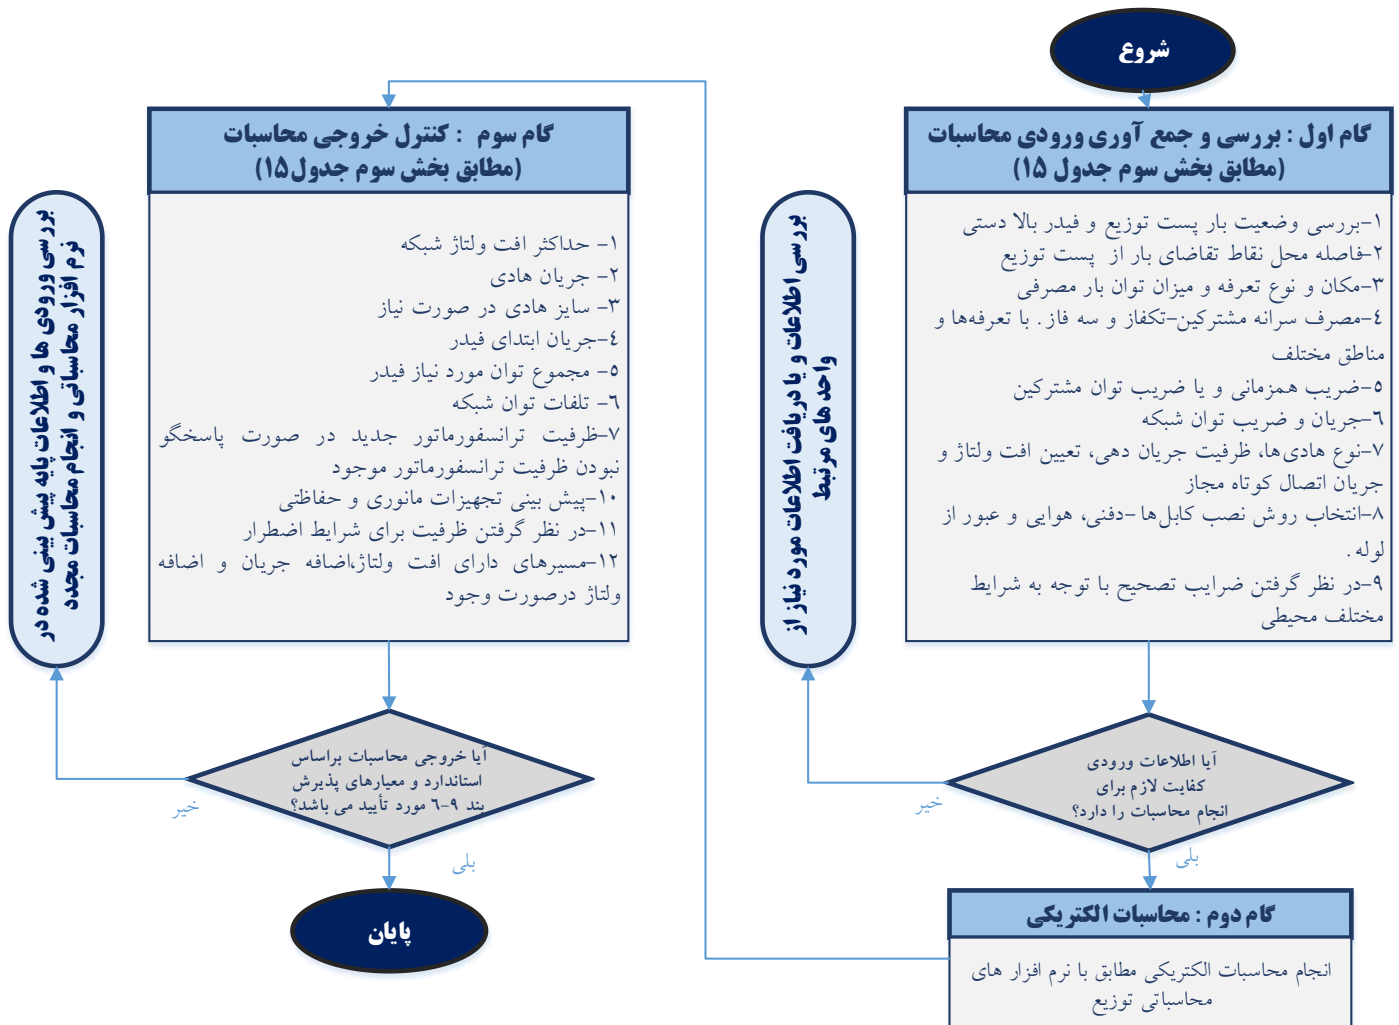 شروع
گام اول : بررسی و جمع آوری ورودی محاسبات
(مطابق بخش سوم جدول ۱۵)
۱-بررسی وضعیت بار پست توزیع و فیدر بالا دستی
۲-فاصله محل نقاط تقاضای بار از پست توزیع
۳-مکان و نوع تعرفه و میزان توان بار مصرفی
٤-مصرف سرانه مشترکین-تکفاز و سه فاز. با تعرفه‌ها و
مناطق مختلف
٥-ضریب همزمانی و یا ضریب توان مشترکین
٦-جریان و ضریب توان شبکه
۷-نوع هادی‌ها، ظرفیت جریان دهی، تعیین افت ولتاژ و
جریان اتصال کوتاه مجاز
۸-انتخاب روش نصب کابل‌ها -دفنی، هوایی و عبور از
لوله.
۹-در نظر گرفتن ضرایب تصحیح با توجه به شرایط
مختلف محیطی
بررسی اطلاعات و یا دریافت اطلاعات مورد نیاز از
واحد های مرتبط
آیا اطلاعات ورودی
کفایت لازم برای
انجام محاسبات را دارد؟
خیر
بلی
گام دوم : محاسبات الکتریکی
انجام محاسبات الکتریکی مطابق با نرم افزار های
محاسباتی توزیع
گام سوم : کنترل خروجی محاسبات
(مطابق بخش سوم جدول۱۵)
۱- حداکثر افت ولتاژ شبکه
۲- جریان هادی
۳- سایز هادی در صورت نیاز
٤-جریان ابتدای فیدر
٥- مجموع توان مورد نیاز فیدر
٦- تلفات توان شبکه
۷-ظرفیت ترانسفورماتور جدید در صورت پاسخگو
نبودن ظرفیت ترانسفورماتور موجود
۱۰-پیش بینی تجهیزات مانوری و حفاظتی
۱۱-در نظر گرفتن ظرفیت برای شرایط اضطرار
۱۲-مسیرهای دارای افت ولتاژ،اضافه جریان و اضافه
ولتاژ درصورت وجود
بررسی ورودی ها و اطلاعات پایه پیش بینی شده در
نرم افزار محاسباتی و انجام محاسبات مجدد
آیا خروجی محاسبات براساس
استاندارد و معیارهای پذیرش
بند ۹-٦ مورد تأیید می باشد؟
خیر
بلی
پایان